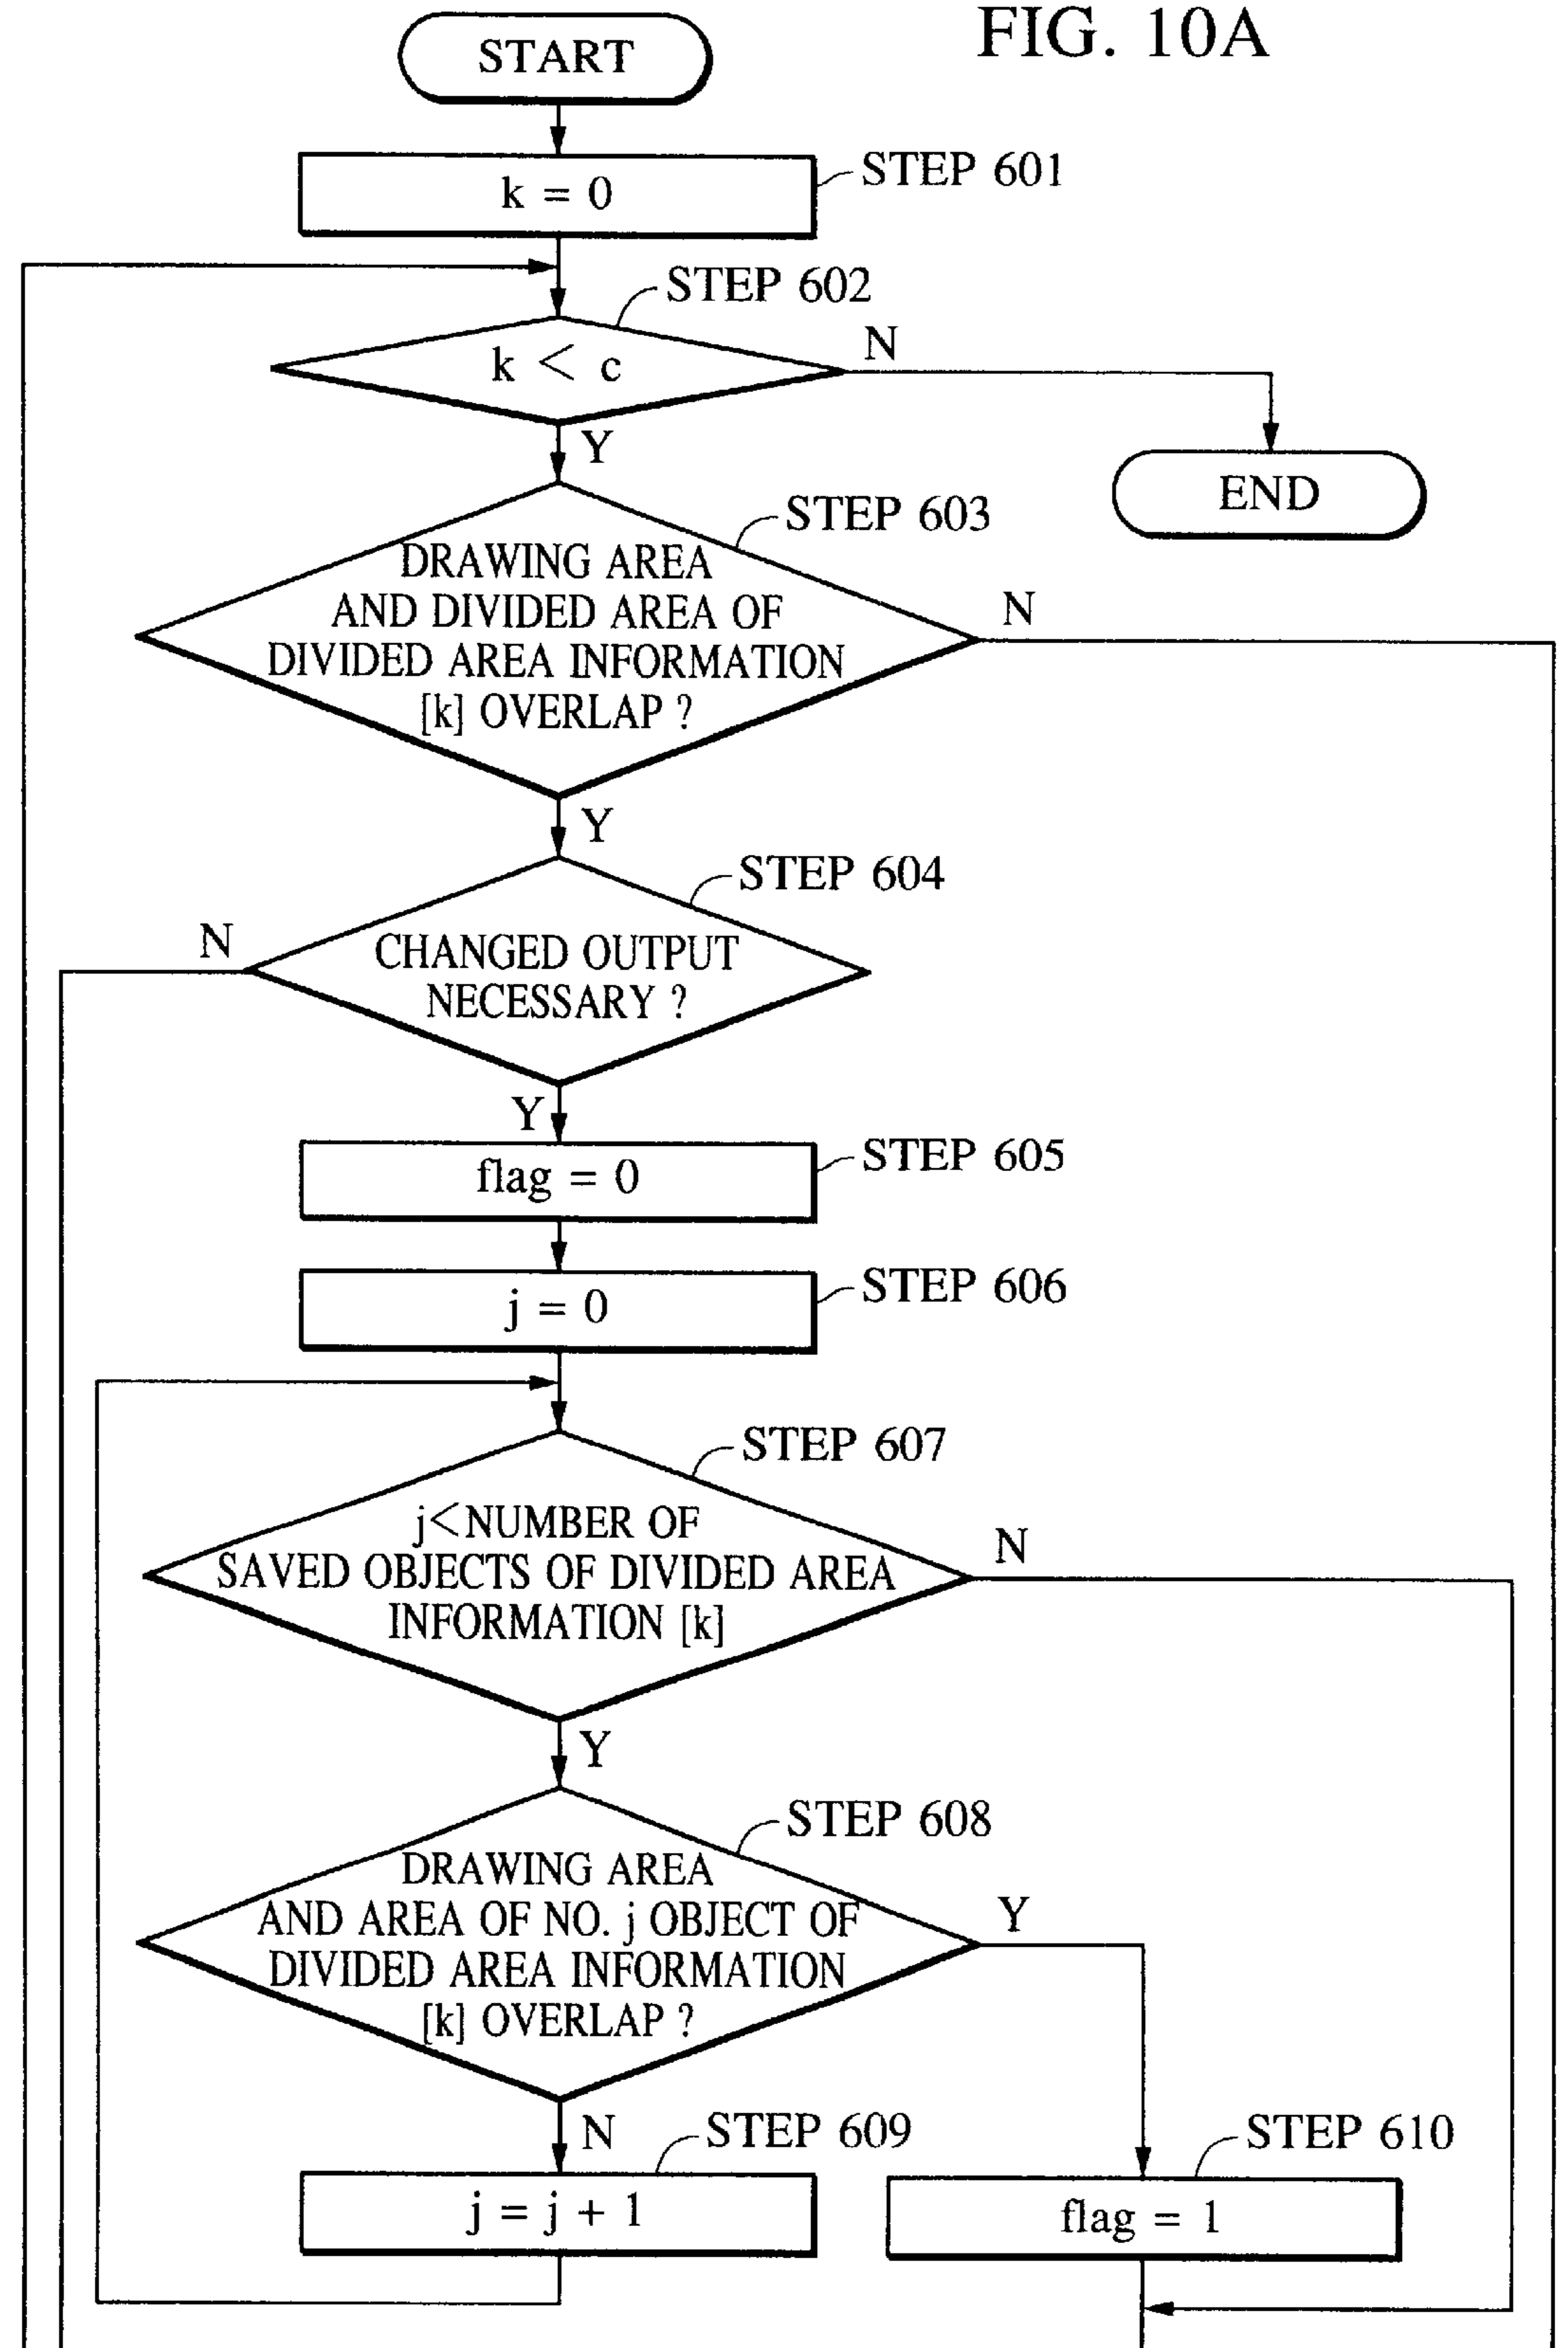 FIG. 10A
START
STEP 601
k = 0
STEP 602
k < c
N
Y
END
STEP 603
DRAWING AREA
AND DIVIDED AREA OF
DIVIDED AREA INFORMATION
[k] OVERLAP ?
N
Y
STEP 604
N
CHANGED OUTPUT
NECESSARY ?
Y
STEP 605
flag = 0
STEP 606
j = 0
STEP 607
j<NUMBER OF
SAVED OBJECTS OF DIVIDED AREA
INFORMATION [k]
N
Y
STEP 608
DRAWING AREA
AND AREA OF NO. j OBJECT OF
DIVIDED AREA INFORMATION
[k] OVERLAP ?
Y
N
STEP 609
j = j + 1
STEP 610
flag = 1